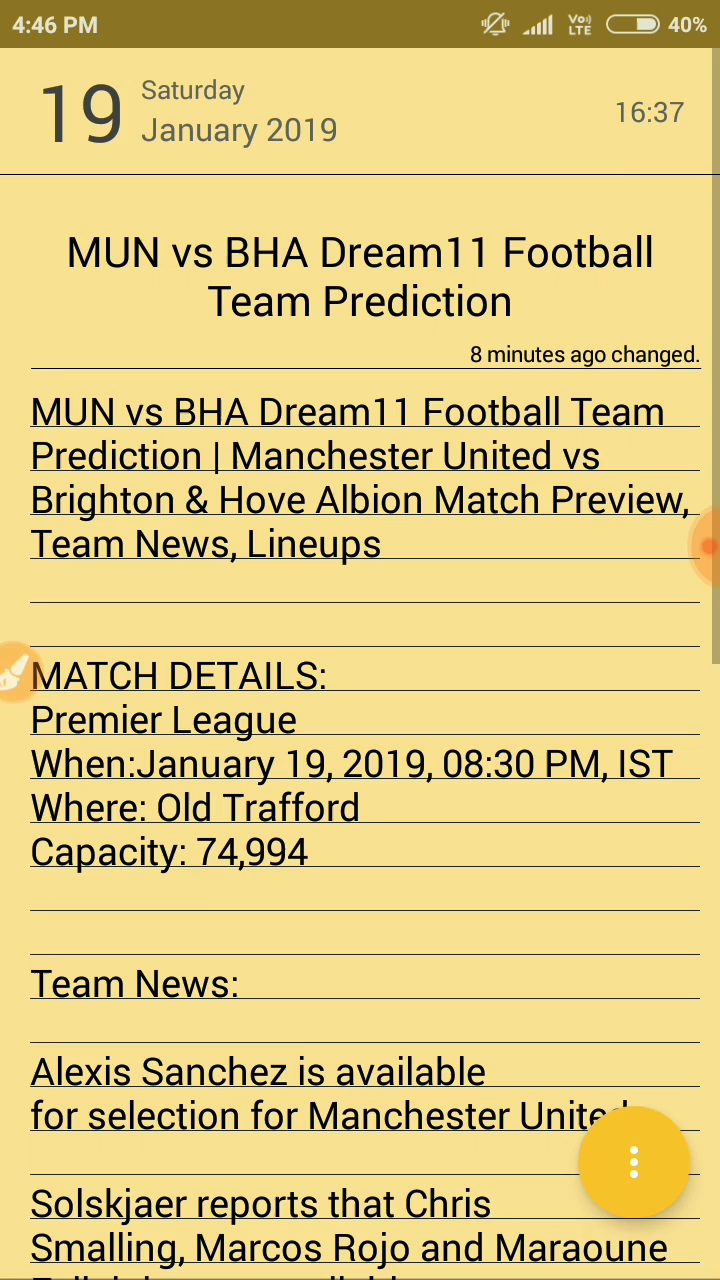 4:46 PM
Vo)) LTE
40%
19
Saturday
January 2019
16:37
MUN vs BHA Dream11 Football
Team Prediction
8 minutes ago changed.
MUN vs BHA Dream11 Football Team
Prediction | Manchester United vs
Brighton & Hove Albion Match Preview,
Team News, Lineups
MATCH DETAILS:
Premier League
When:January 19, 2019, 08:30 PM, IST
Where: Old Trafford
Capacity: 74,994
Team News:
Alexis Sanchez is available
for selection for Manchester United
Solskjaer reports that Chris
Smalling, Marcos Rojo and Maraoune